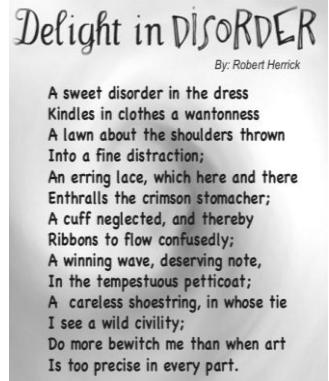 Delight in DISORDER
By: Robert Herrick
A sweet disorder in the dress
Kindles in clothes a wantonness
A lawn about the shoulders thrown
Into a fine distraction;
An erring lace, which here and there
Enthralls the crimson stomacher;
A cuff neglected, and thereby
Ribbons to flow confusedly;
A winning wave, deserving note,
In the tempestuous petticoat;
A careless shoestring, in whose tie
I see a wild civility;
Do more bewitch me than when art
Is too precise in every part.